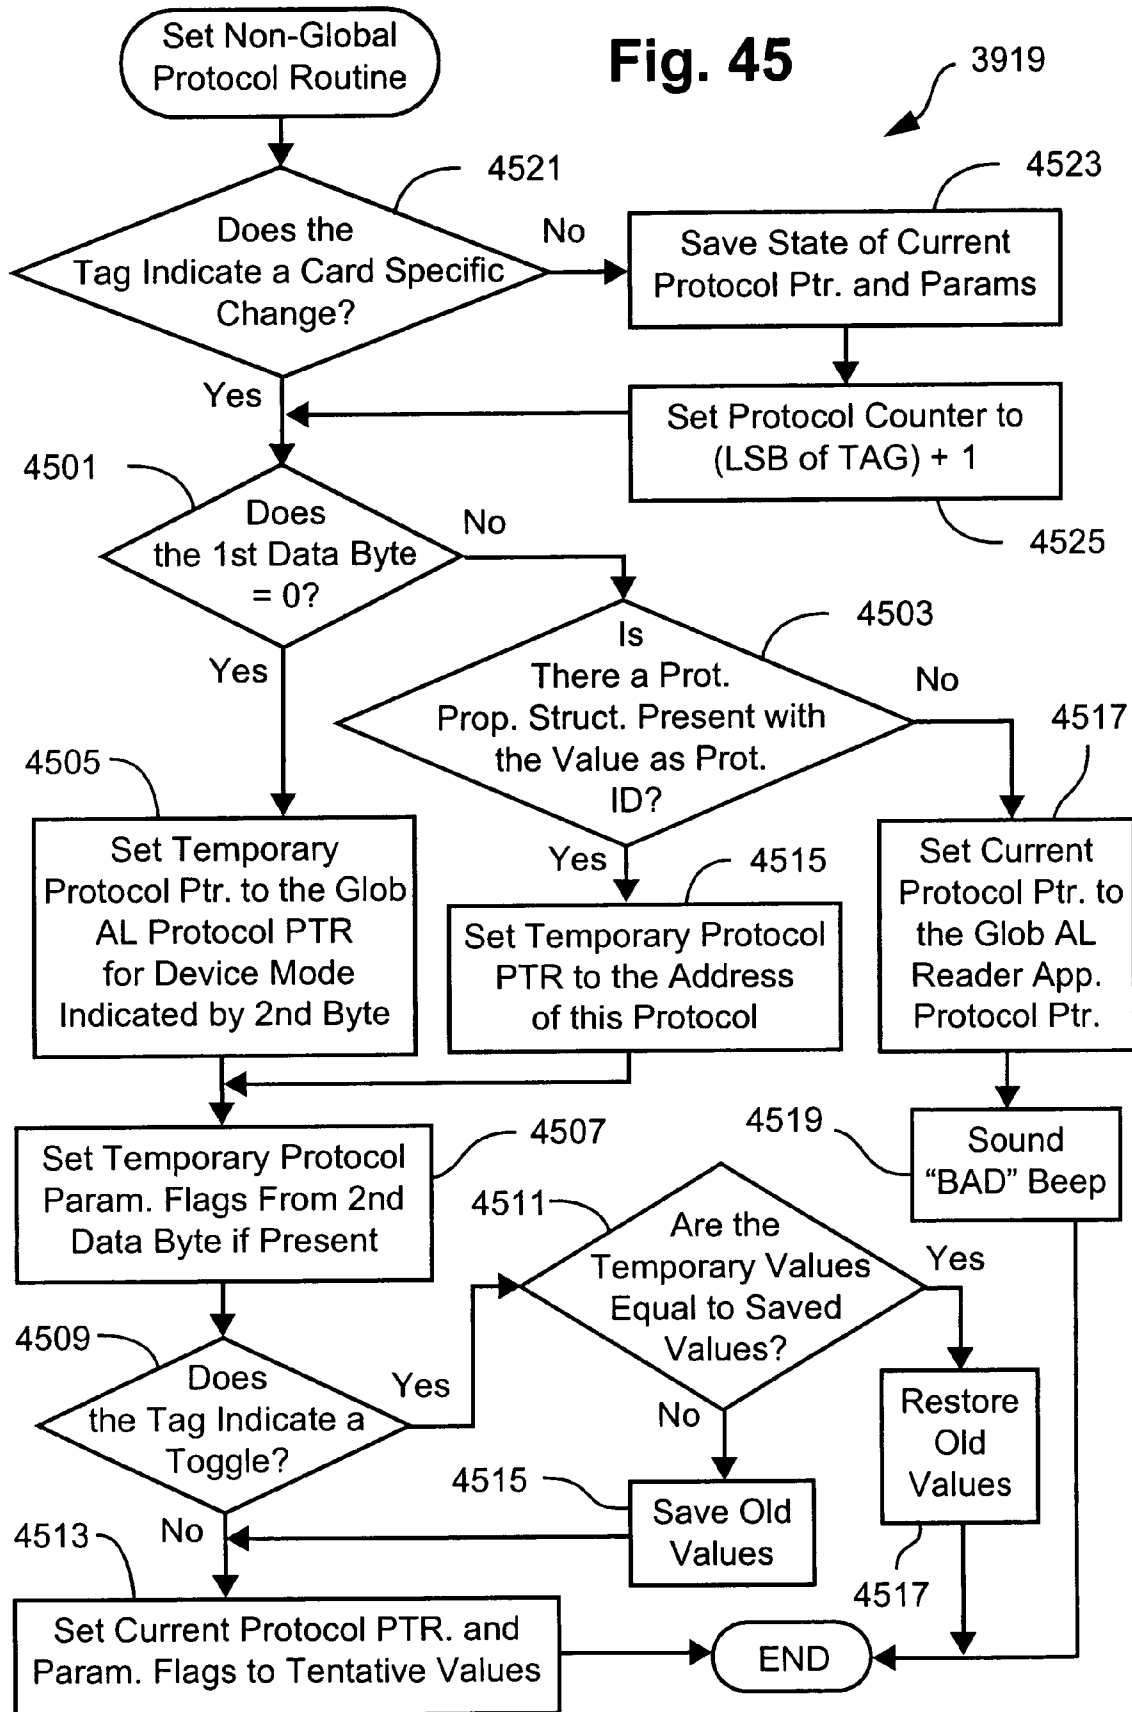 Set Non-Global
Protocol Routine
Fig. 45
3919
4521
4523
Does the
Tag Indicate a Card Specific
Change?
No
Save State of Current
Protocol Ptr. and Params
Yes
Set Protocol Counter to
(LSB of TAG) + 1
4501
4525
Does
the 1st Data Byte
= 0?
No
4503
Is
There a Prot.
Prop. Struct. Present with
the Value as Prot.
ID?
Yes
No
4517
4505
Yes
4515
Set Temporary
Protocol Ptr. to the Glob
AL Protocol PTR
for Device Mode
Indicated by 2nd Byte
Set Temporary Protocol
PTR to the Address
of this Protocol
Set Current
Protocol Ptr. to
the Glob AL
Reader App.
Protocol Ptr.
4507
4519
Set Temporary Protocol
Param. Flags From 2nd
Data Byte if Present
Sound
“BAD” Beep
4511
Are the
Temporary Values
Equal to Saved
Values?
Yes
4509
Does
the Tag Indicate a
Toggle?
Yes
No
Restore
Old
Values
4515
Save Old
Values
4517
No
4513
Set Current Protocol PTR. and
Param. Flags to Tentative Values
END